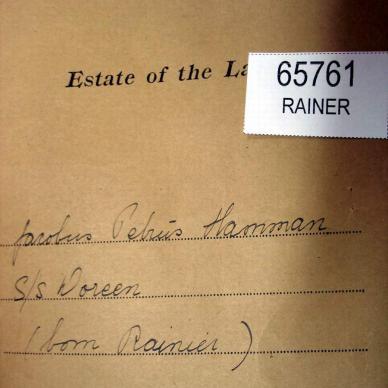 Estate of the La
65761
RAINER
Jacobus Petrus Hamman
S/s Doreen
(born Rainier)